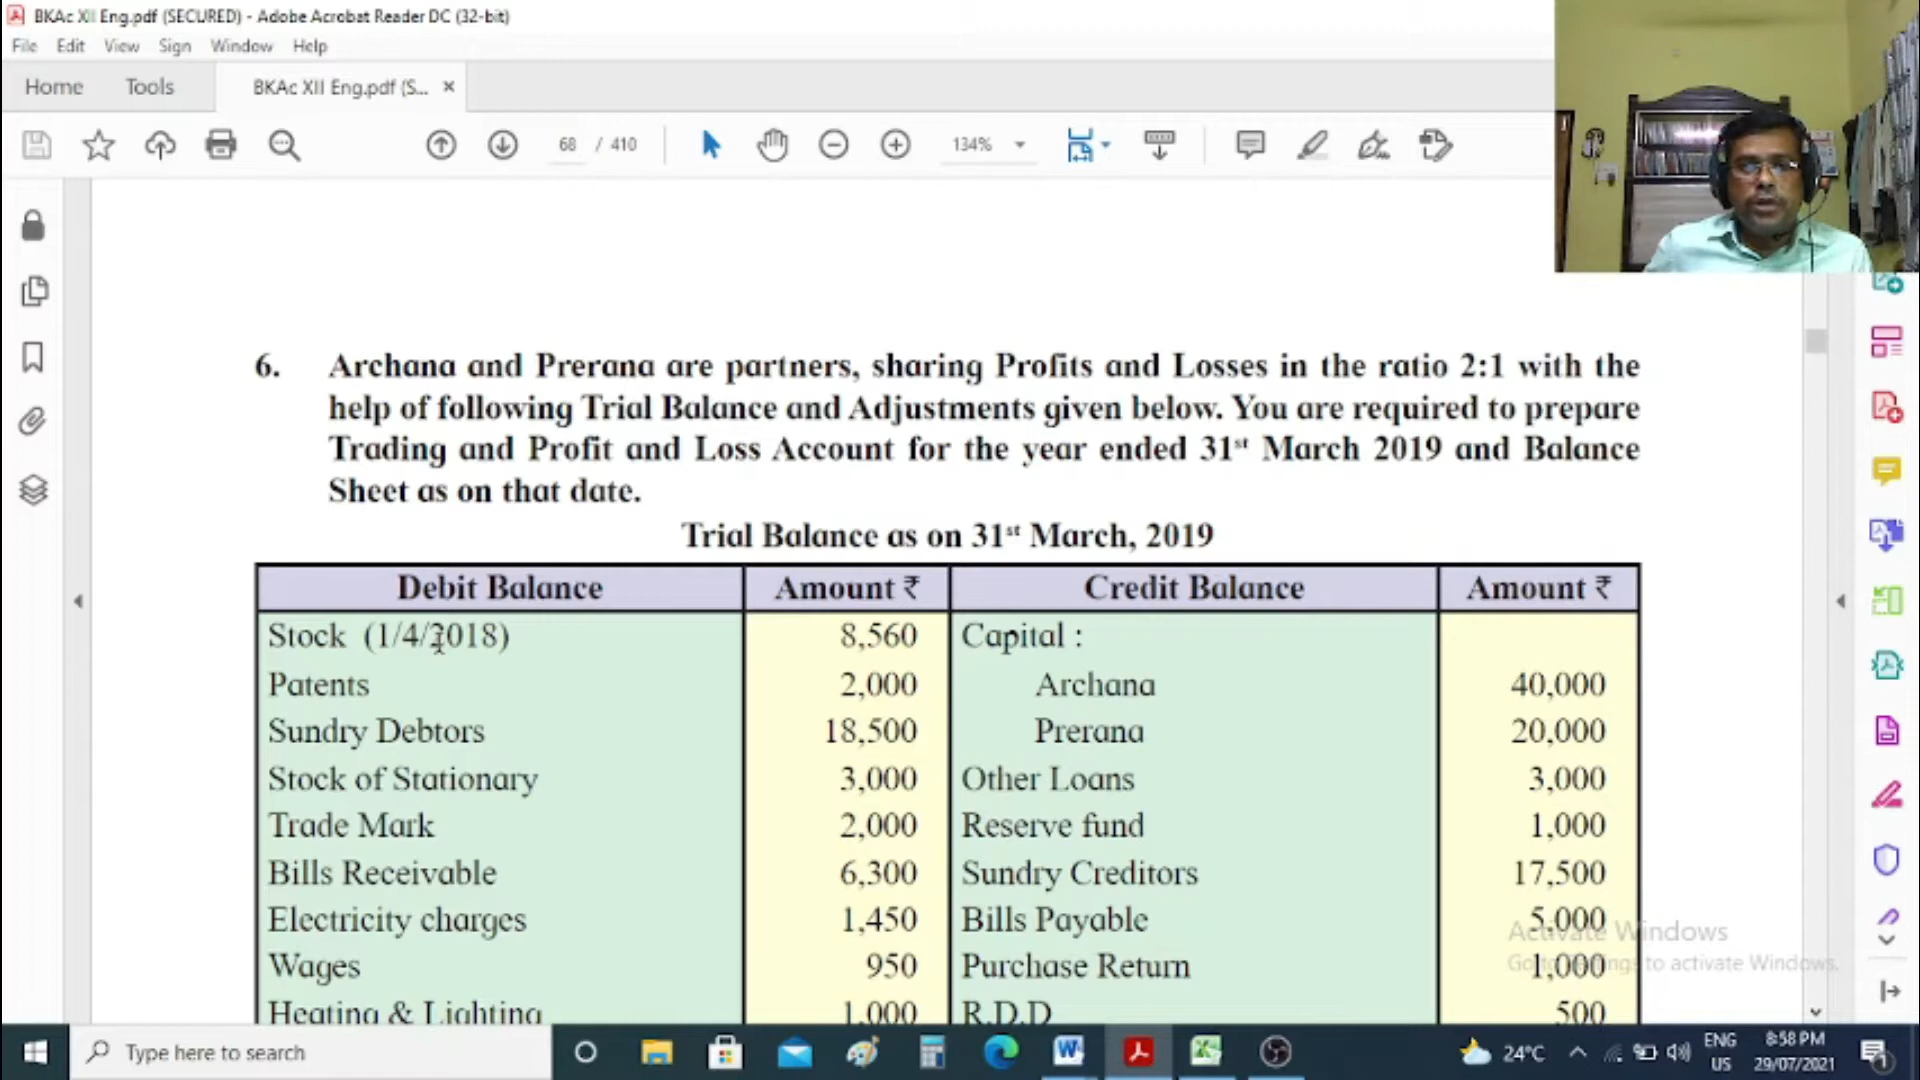 BKAc XII Eng.pdf (SECURED) - Adobe Acrobat Reader DC (32-bit)
File Edit View Sign Window Help
Home Tools BKAc XII Eng.pdf (S... ×
68 / 410 134%
6. Archana and Prerana are partners, sharing Profits and Losses in the ratio 2:1 with the
help of following Trial Balance and Adjustments given below. You are required to prepare
Trading and Profit and Loss Account for the year ended 31st March 2019 and Balance
Sheet as on that date.
Trial Balance as on 31st March, 2019
Debit Balance Amount ₹ Credit Balance Amount ₹
Stock (1/4/2018) 8,560 Capital :
Patents 2,000 Archana 40,000
Sundry Debtors 18,500 Prerana 20,000
Stock of Stationary 3,000 Other Loans 3,000
Trade Mark 2,000 Reserve fund 1,000
Bills Receivable 6,300 Sundry Creditors 17,500
Electricity charges 1,450 Bills Payable 5,000
Wages 950 Purchase Return 1,000
Heating & Lighting 1,000 R.D.D 500
Activate Windows
Go to Settings to activate Windows.
Type here to search
24°C
ENG
US
8:58 PM
29/07/2021
1